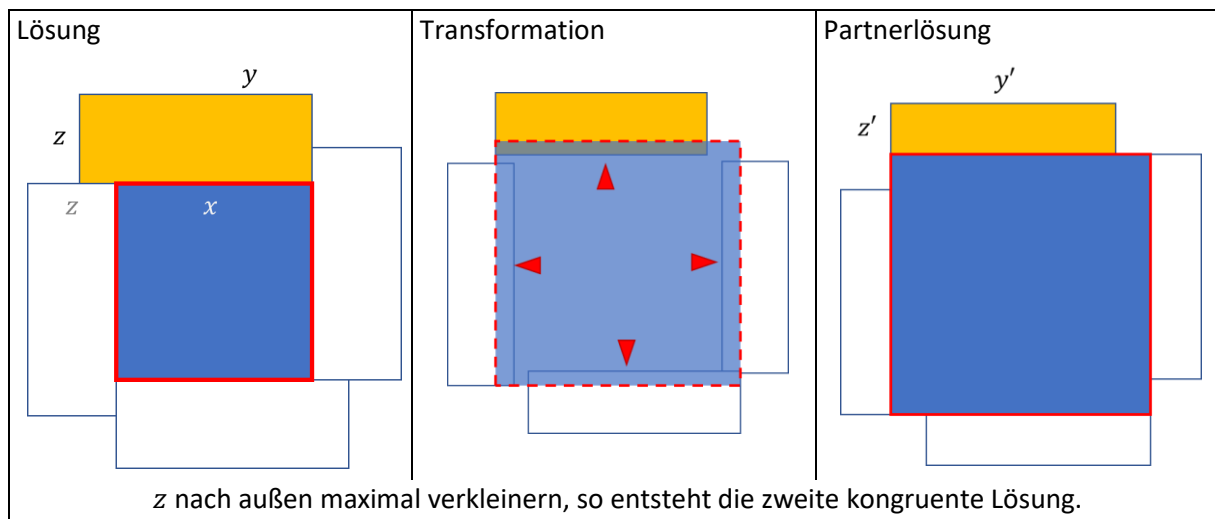 Lösung
Transformation
Partnerlösung
y
z
z
x
y′
z′
z nach außen maximal verkleinern, so entsteht die zweite kongruente Lösung.